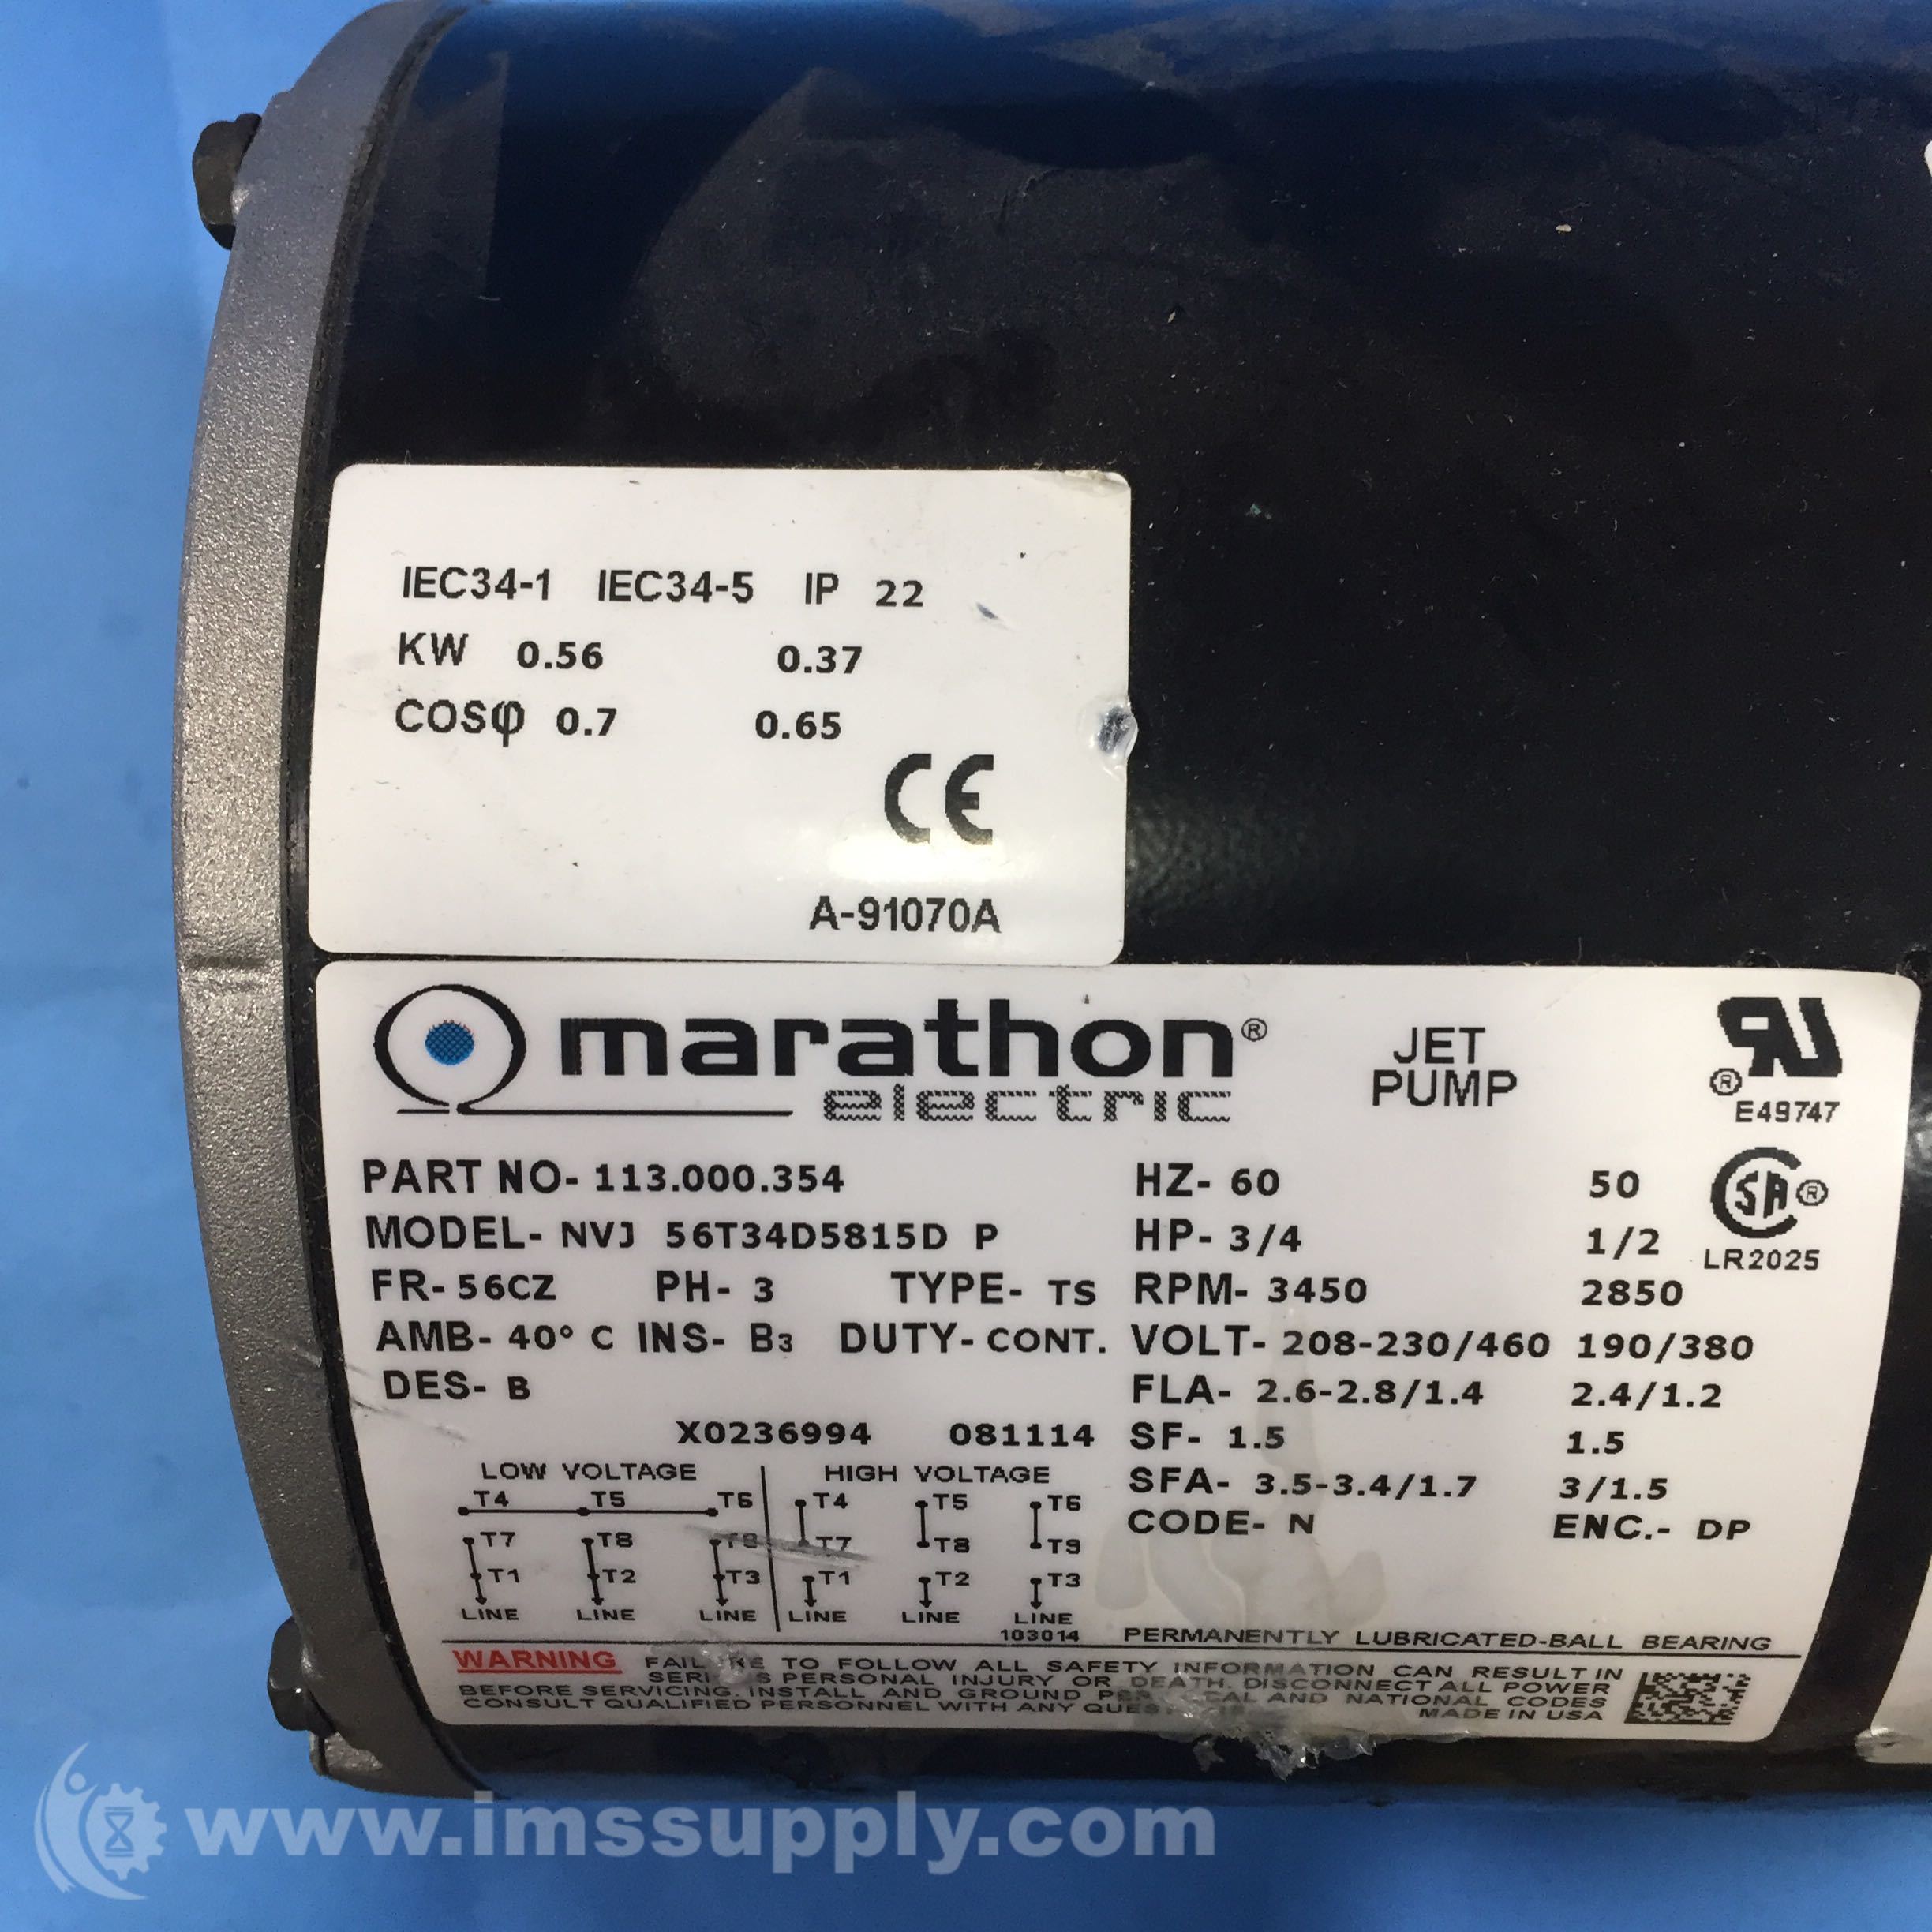 IEC34-1 IEC34-5 IP 22
KW 0.56 0.37
COSφ 0.7 0.65
CE
A-91070A
marathon®
electric
JET
PUMP
®
E49747
PART NO- 113.000.354
MODEL- NVJ 56T34D5815D P
FR- 56CZ PH- 3 TYPE- TS
AMB- 40° C INS- B3 DUTY- CONT.
DES- B
X0236994 081114
HZ- 60 50
HP- 3/4 1/2
RPM- 3450 2850
VOLT- 208-230/460 190/380
FLA- 2.6-2.8/1.4 2.4/1.2
SF- 1.5 1.5
SFA- 3.5-3.4/1.7 3/1.5
CODE- N ENC.- DP
SA ®
LR2025
LOW VOLTAGE HIGH VOLTAGE
T4 T5 T6 T4 T5 T6
T7 T8 T7 T8 T9
T1 T2 T3 T1 T2 T3
LINE LINE LINE LINE LINE LINE
103014 PERMANENTLY LUBRICATED-BALL BEARING
WARNING TO FOLLOW ALL SAFETY INFORMATION CAN RESULT IN
PERSONAL INJURY OR DEATH. DISCONNECT ALL POWER
BEFORE SERVICING. INSTALL AND GROUND AND NATIONAL CODES
CONSULT QUALIFIED PERSONNEL WITH ANY MADE IN USA
www.imssupply.com